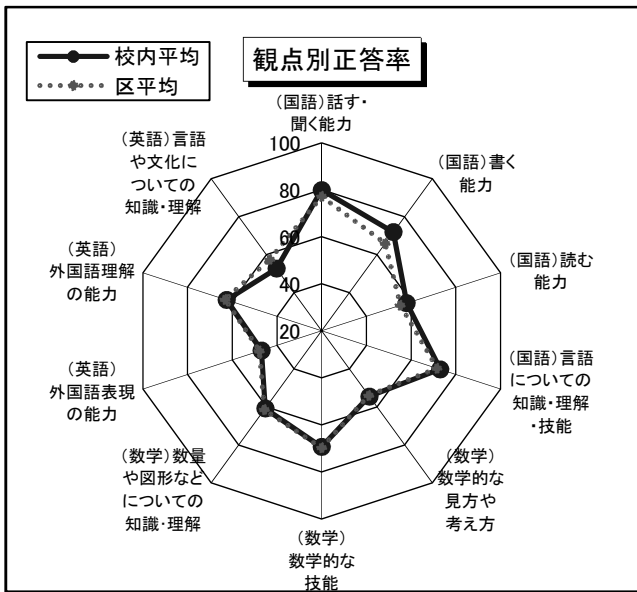 観点別正答率
校内平均
区平均
(国語)話す・
聞く能力
(国語)書く
能力
(国語)読む
能力
(国語)言語
についての
知識・理解
・技能
(数学)
数学的な
見方や
考え方
(数学)
数学的な
技能
(数学)数量
や図形など
についての
知識・理解
(英語)
外国語表現
の能力
(英語)
外国語理解
の能力
(英語)言語
や文化に
ついての
知識・理解
100
80
60
40
20